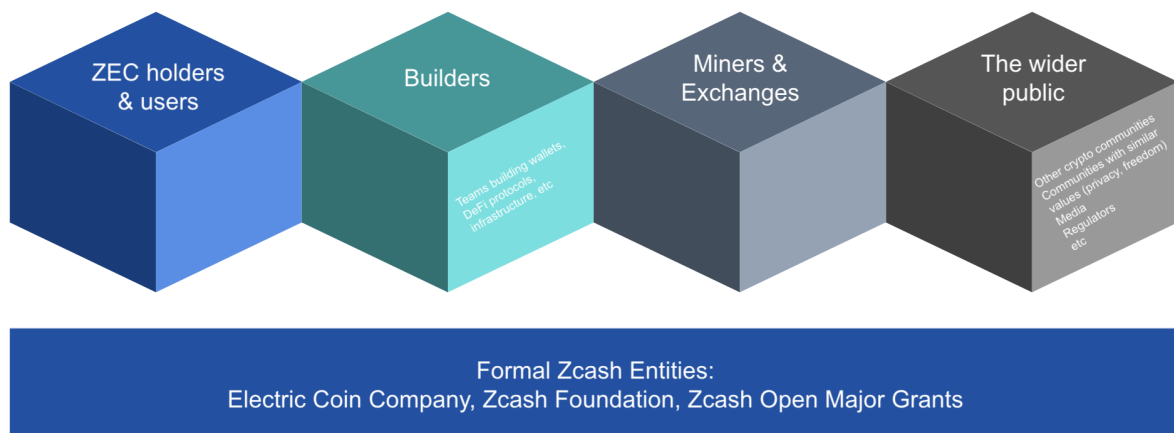 ZEC holders
& users
Builders
Teams building wallets,
DeFi protocols,
infrastructure, etc
Miners &
Exchanges
The wider
public
Other crypto communities
Communities with similar
values (privacy, freedom)
Media
Regulators
etc
Formal Zcash Entities:
Electric Coin Company, Zcash Foundation, Zcash Open Major Grants